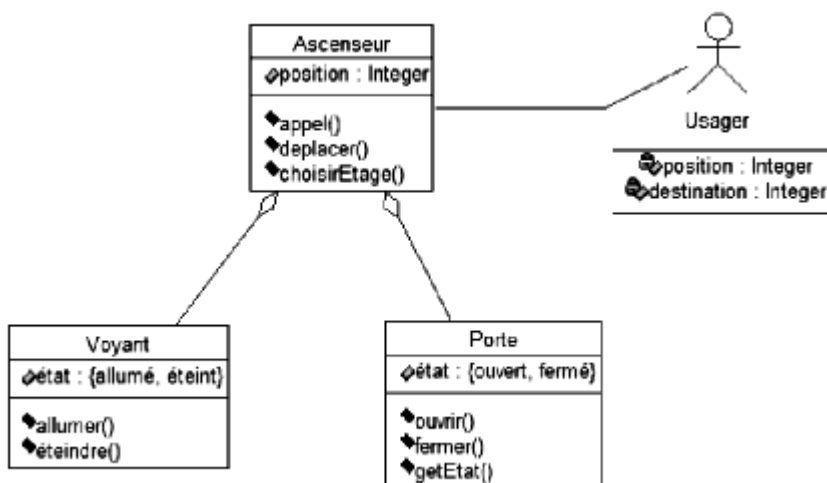 Ascenseur
position : Integer
appel()
deplacer()
choisirEtage()
Usager
position : Integer
destination : Integer
Voyant
état : {allumé, éteint}
allumer()
éteindre()
Porte
état : {ouvert, fermé}
ouvrir()
fermer()
getEtat()